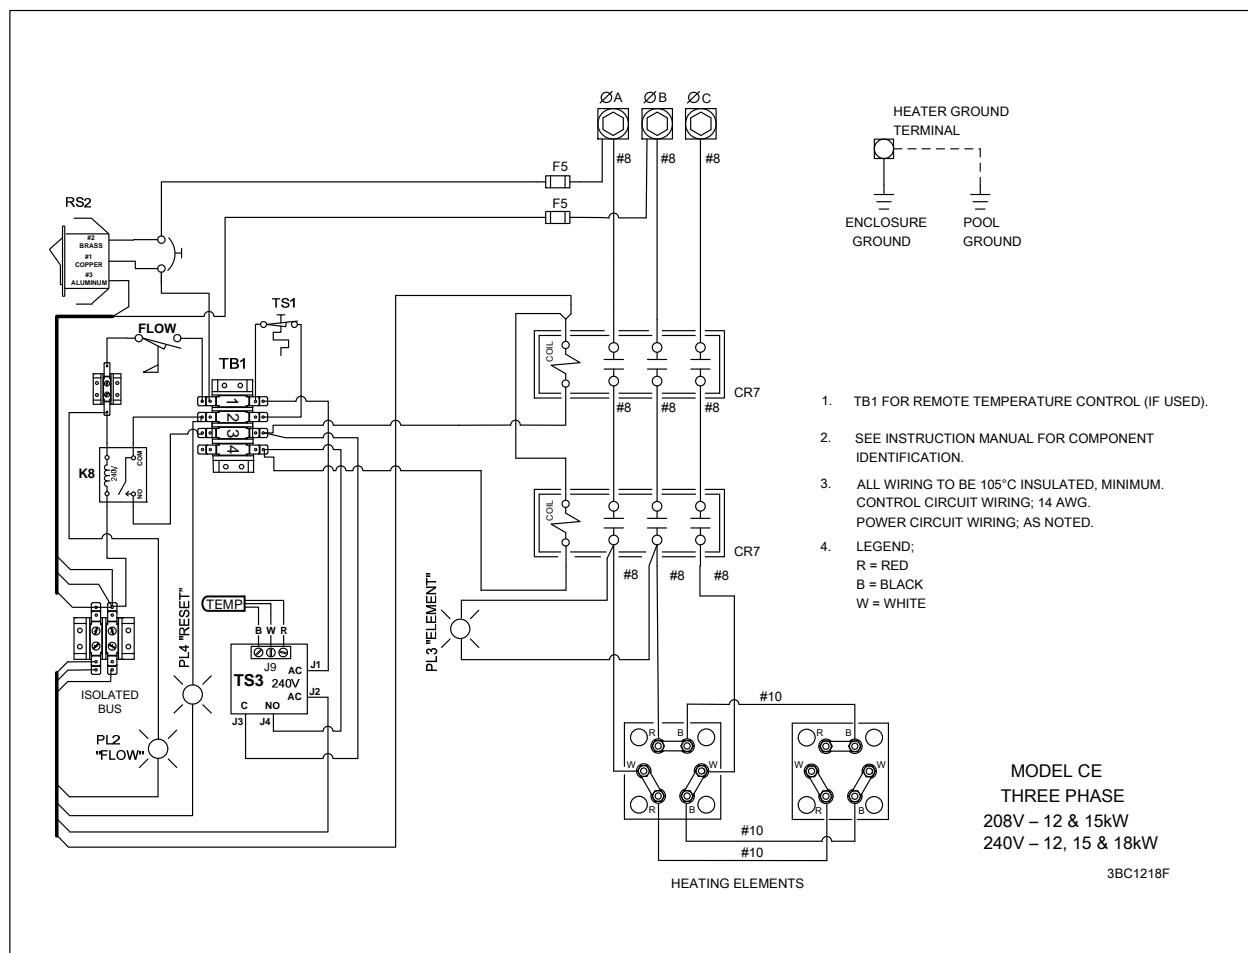 ØA ØB ØC
#8 #8 #8
HEATER GROUND
TERMINAL
ENCLOSURE
GROUND
POOL
GROUND
F5
F5
RS2
#2
BRASS
#1
COPPER
#3
ALUMINUM
TS1
FLOW
TB1
1
2
3
4
COIL
CR7
#8 #8 #8
K8
240V
COM
NO
COIL
CR7
#8 #8 #8
1. TB1 FOR REMOTE TEMPERATURE CONTROL (IF USED).
2. SEE INSTRUCTION MANUAL FOR COMPONENT
IDENTIFICATION.
3. ALL WIRING TO BE 105°C INSULATED, MINIMUM.
CONTROL CIRCUIT WIRING; 14 AWG.
POWER CIRCUIT WIRING; AS NOTED.
4. LEGEND;
R = RED
B = BLACK
W = WHITE
PL4 "RESET"
PL3 "ELEMENT"
TEMP
B W R
J9
TS3 240V
AC J1
AC J2
C NO
J3 J4
ISOLATED
BUS
PL2
"FLOW"
#10
R B
W W
R B
R B
W W
R B
#10
#10
HEATING ELEMENTS
MODEL CE
THREE PHASE
208V – 12 & 15kW
240V – 12, 15 & 18kW
3BC1218F